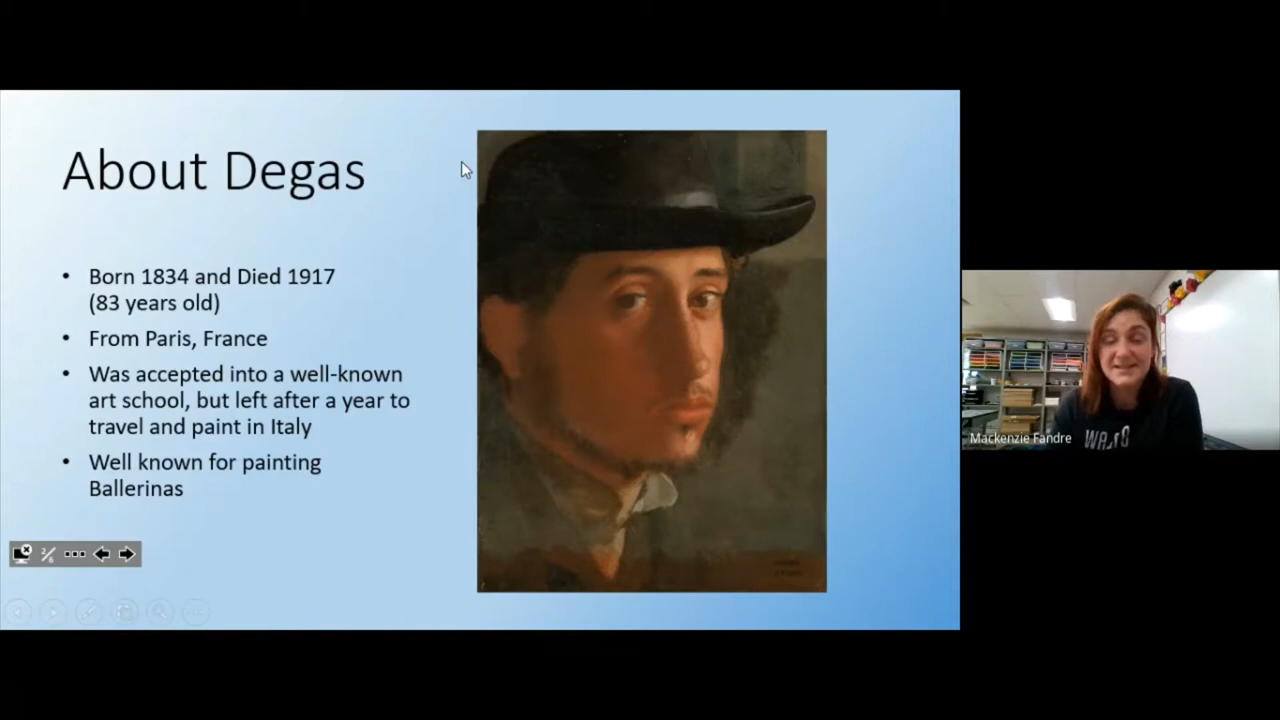 About Degas
• Born 1834 and Died 1917
(83 years old)
• From Paris, France
• Was accepted into a well-known
art school, but left after a year to
travel and paint in Italy
• Well known for painting
Ballerinas
Mackenzie Fandre